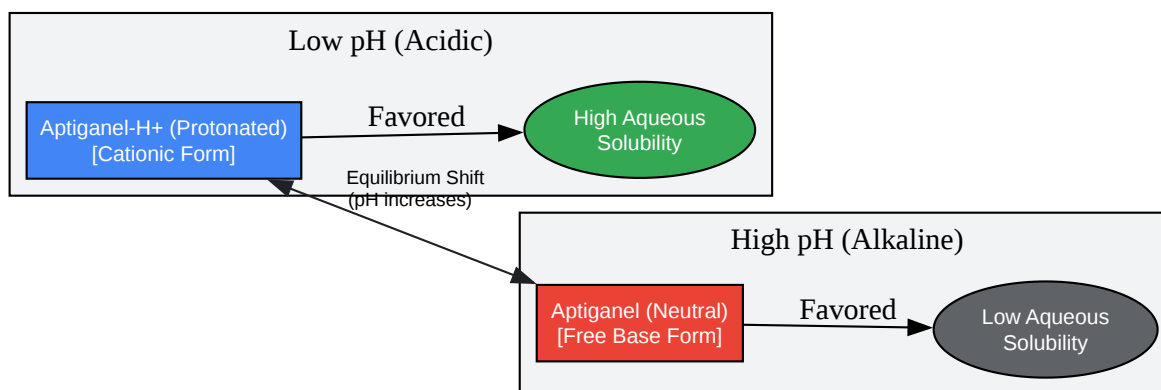 Low pH (Acidic)
Aptiganel-H+ (Protonated)
[Cationic Form]
Favored
High Aqueous
Solubility
Equilibrium Shift
(pH increases)
High pH (Alkaline)
Aptiganel (Neutral)
[Free Base Form]
Favored
Low Aqueous
Solubility